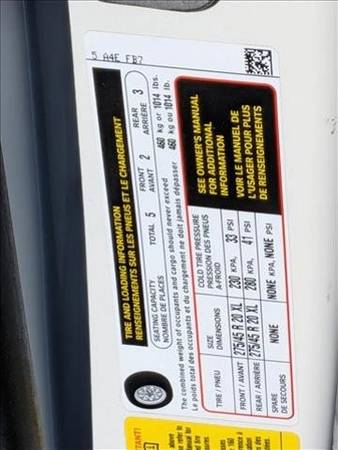 5 A4E FB7
TIRE AND LOADING INFORMATION
RENSEIGNEMENTS SUR LES PNEUS ET LE CHARGEMENT
SEATING CAPACITY
NOMBRE DE PLACES
TOTAL 5
FRONT 2
AVANT
REAR 3
ARRIÈRE
The combined weight of occupants and cargo should never exceed 460 kg or 1014 lbs.
Le poids total des occupants et du chargement ne doit jamais dépasser 460 kg ou 1014 lb.
TIRE / PNEU
SIZE
DIMENSIONS
COLD TIRE PRESSURE
PRESSION DES PNEUS
A-FROID
FRONT / AVANT 275/45 R 20 XL 230 KPA, 33 PSI
REAR / ARRIÈRE 275/45 R 20 XL 280 KPA, 41 PSI
SPARE
DE SECOURS
NONE NONE KPA, NONE PSI
SEE OWNER'S MANUAL
FOR ADDITIONAL
INFORMATION
VOIR LE MANUEL DE
L'USAGER POUR PLUS
DE RENSEIGNEMENTS